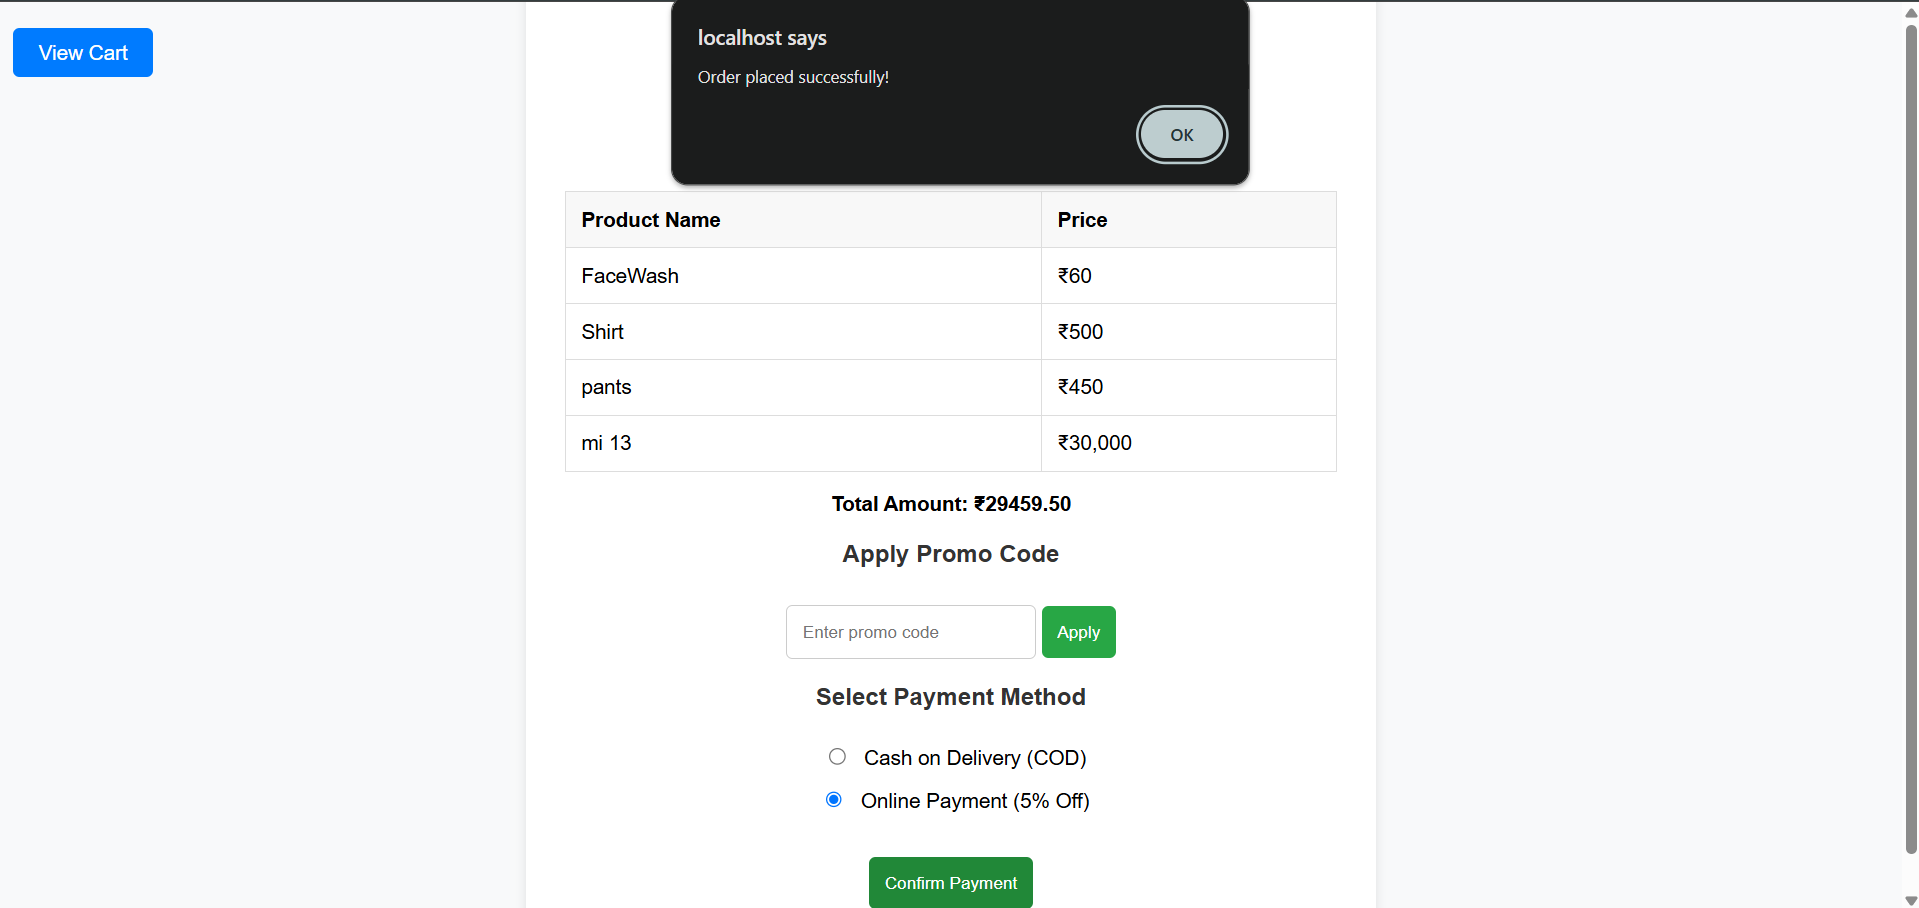 View Cart
localhost says
Order placed successfully!
OK
Product Name Price
FaceWash ₹60
Shirt ₹500
pants ₹450
mi 13 ₹30,000
Total Amount: ₹29459.50
Apply Promo Code
Enter promo code Apply
Select Payment Method
Cash on Delivery (COD)
Online Payment (5% Off)
Confirm Payment